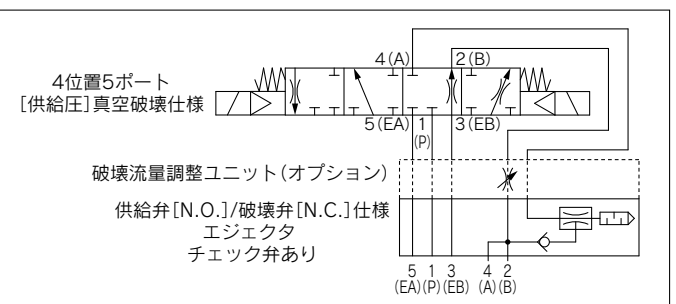 4(A) 2(B)
4位置5ポート
[供給圧]真空破壊仕様
5(EA) 1 3(EB)
(P)
破壊流量調整ユニット(オプション)
供給弁[N.O.]/破壊弁[N.C.]仕様
エジェクタ
チェック弁あり
5 1 3 4 2
(EA)(P)(EB) (A)(B)